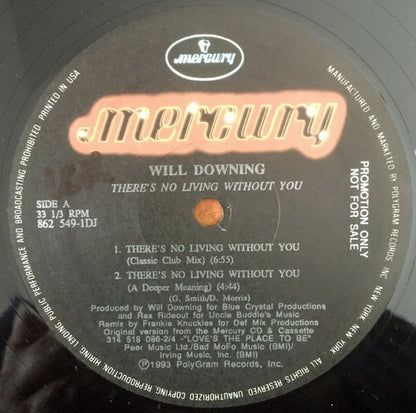 mercury
mercury
WILL DOWNING
THERE'S NO LIVING WITHOUT YOU
SIDE A
33 1/3 RPM
862 549-1DJ
PROMOTION ONLY
NOT FOR SALE
1. THERE'S NO LIVING WITHOUT YOU
(Classic Club Mix) (6:55)
2. THERE'S NO LIVING WITHOUT YOU
(A Deeper Meaning) (4:44)
(G. Smith/D. Morris)
Produced by Will Downing for Blue Crystal Productions
and Rex Rideout for Uncle Buddie's Music
Remix by Frankie Knuckles for Def Mix Productions
Original version from the Mercury CD & Cassette
314 518 086-2/4 -"LOVE'S THE PLACE TO BE"
Peer Music Ltd./Bad MoFo Music (BMI)/
Irving Music, Inc. (BMI)
Ⓟ1993 PolyGram Records, Inc.
MANUFACTURED AND MARKETED BY POLYGRAM RECORDS, INC. NEW YORK, NEW YORK. ALL RIGHTS RESERVED. UNAUTHORIZED COPYING, REPRODUCTION, HIRING, LENDING, PUBLIC PERFORMANCE AND BROADCASTING PROHIBITED. PRINTED IN USA